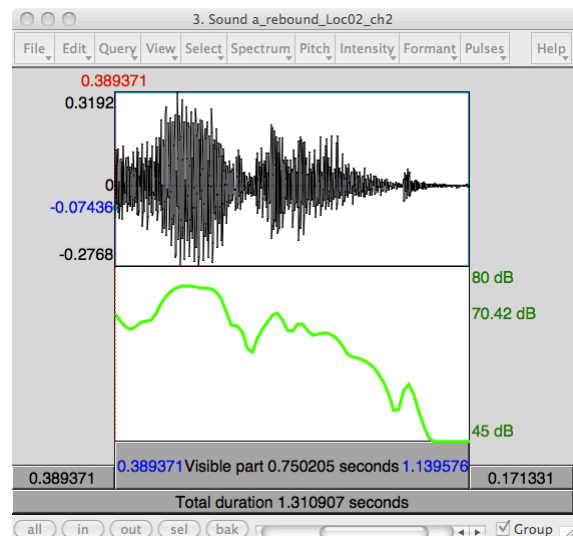 3. Sound a_rebound_Loc02_ch2
File Edit Query View Select Spectrum Pitch Intensity Formant Pulses Help
0.389371
0.3192
0
-0.07436
-0.2768
80 dB
70.42 dB
45 dB
0.389371 Visible part 0.750205 seconds 1.139576
0.389371 0.171331
Total duration 1.310907 seconds
all in out sel bak Group